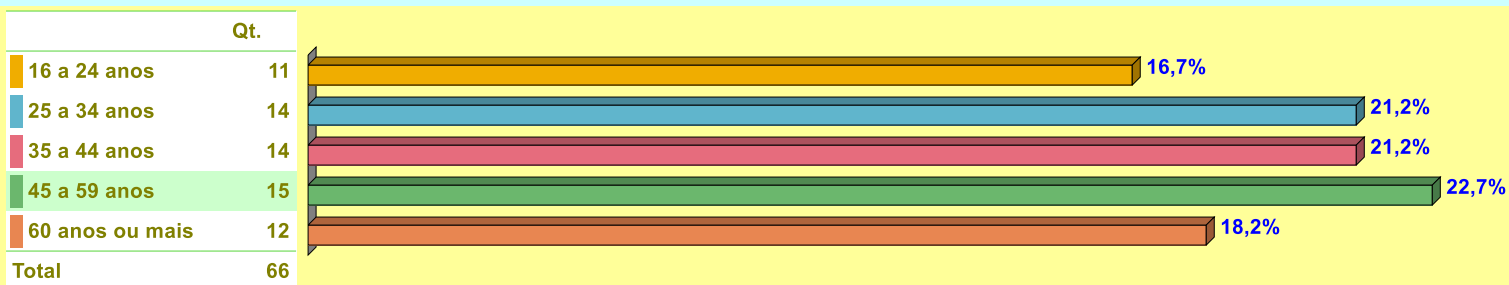 Qt.
16 a 24 anos 11 16,7%
25 a 34 anos 14 21,2%
35 a 44 anos 14 21,2%
45 a 59 anos 15 22,7%
60 anos ou mais 12 18,2%
Total 66